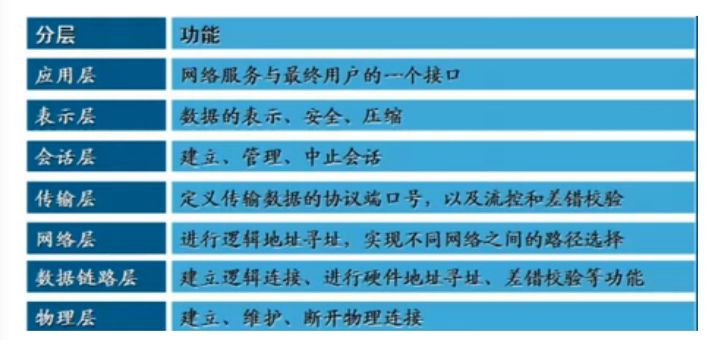 分层 功能
应用层 网络服务与最终用户的一个接口
表示层 数据的表示、安全、压缩
会话层 建立、管理、中止会话
传输层 定义传输数据的协议端口号，以及流控和差错校验
网络层 进行逻辑地址寻址，实现不同网络之间的路径选择
数据链路层 建立逻辑连接、进行硬件地址寻址、差错校验等功能
物理层 建立、维护、断开物理连接